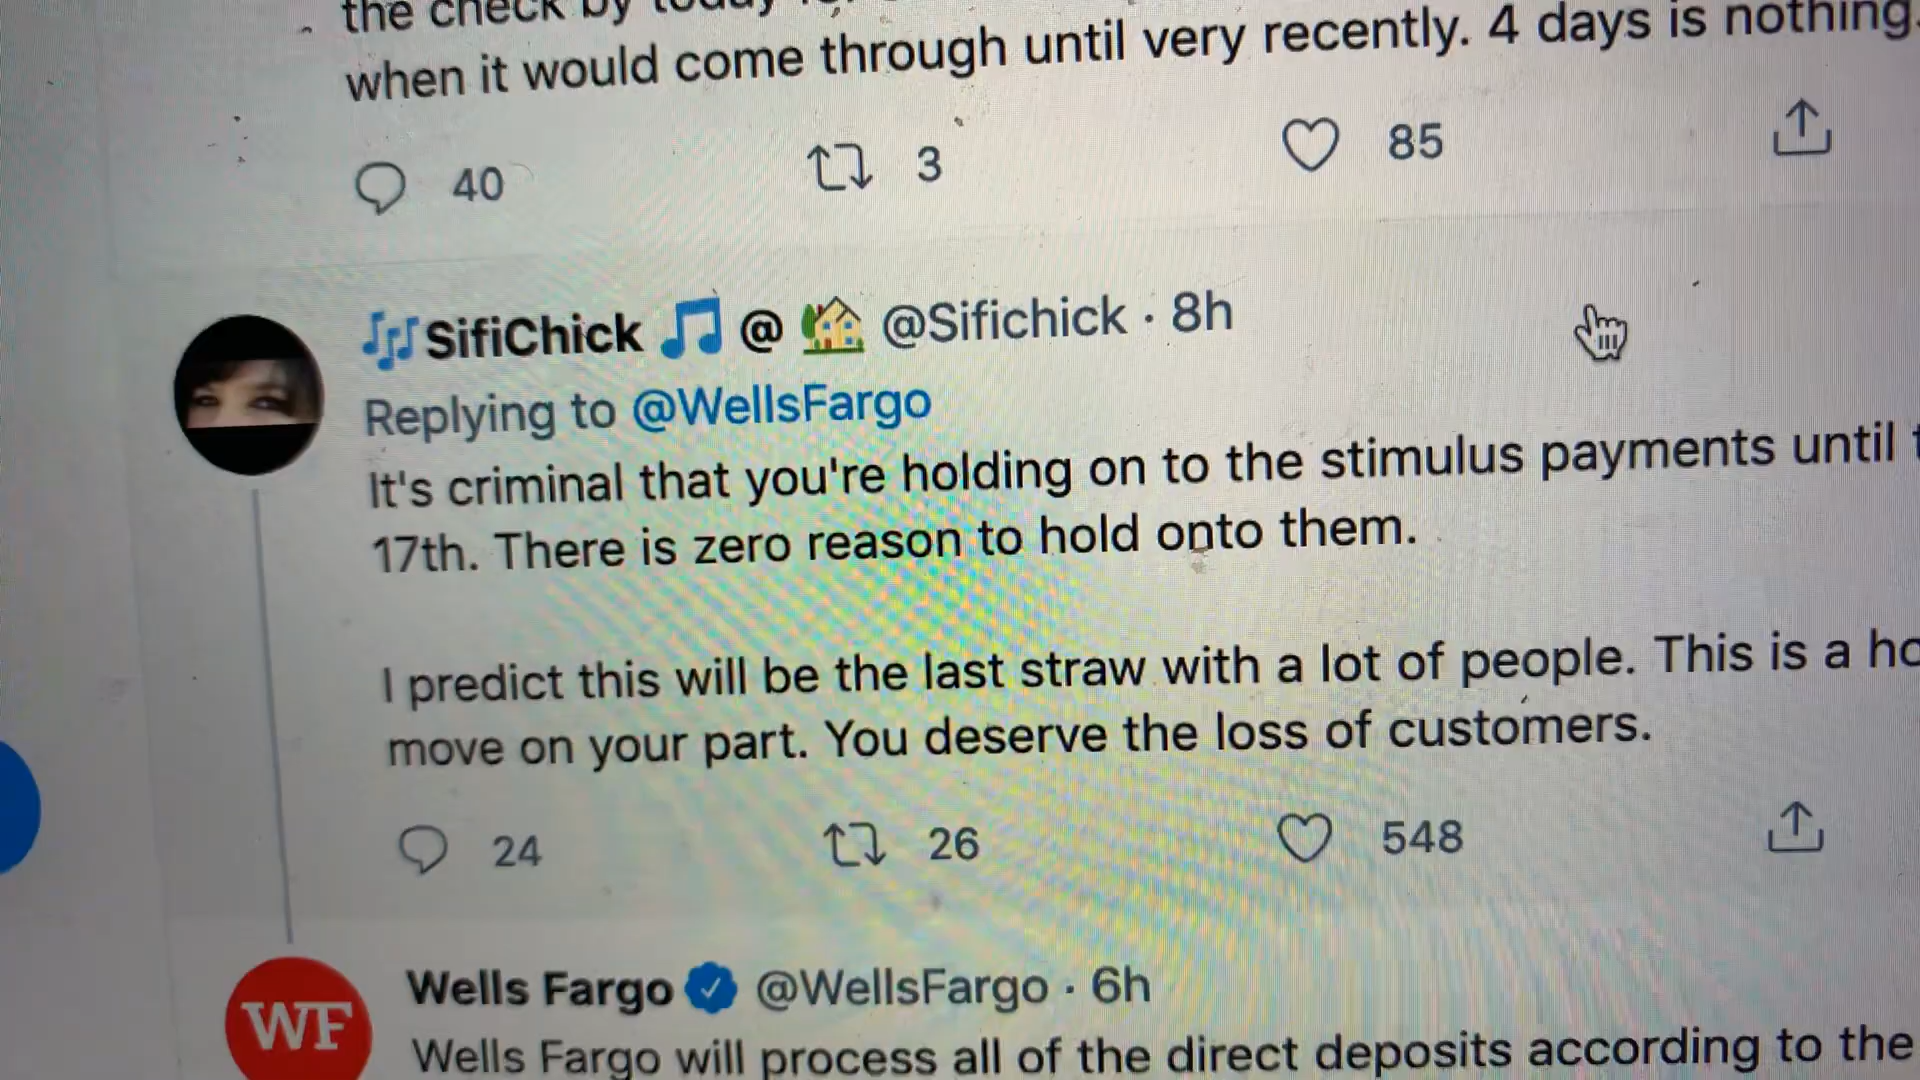 the check by today
when it would come through until very recently. 4 days is nothing.
40 3 85
SifiChick @ @Sifichick · 8h
Replying to @WellsFargo
It's criminal that you're holding on to the stimulus payments until
17th. There is zero reason to hold onto them.
I predict this will be the last straw with a lot of people. This is a
move on your part. You deserve the loss of customers.
24 26 548
Wells Fargo @WellsFargo · 6h
WF
Wells Fargo will process all of the direct deposits according to the